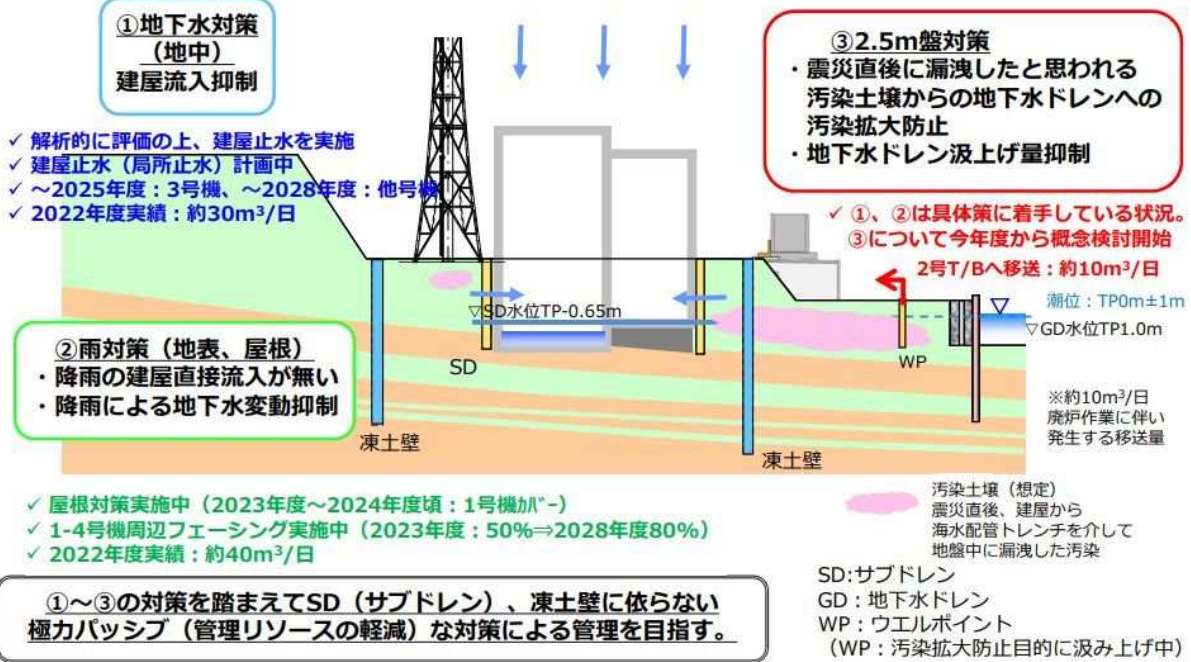 ①地下水対策
(地中)
建屋流入抑制
✓ 解析的に評価の上、建屋止水を実施
✓ 建屋止水（局所止水）計画中
✓ ～2025年度：3号機、～2028年度：他号機
✓ 2022年度実績：約30m³/日
③2.5m盤対策
・震災直後に漏洩したと思われる
汚染土壌からの地下水ドレンへの
汚染拡大防止
・地下水ドレン汲上げ量抑制
✓ ①、②は具体策に着手している状況。
③について今年度から概念検討開始
2号T/Bへ移送：約10m³/日
潮位：TP0m±1m
▽GD水位TP1.0m
▽SD水位TP-0.65m
SD
WP
②雨対策（地表、屋根）
・降雨の建屋直接流入が無い
・降雨による地下水変動抑制
凍土壁
凍土壁
※約10m³/日
廃炉作業に伴い
発生する移送量
✓ 屋根対策実施中（2023年度～2024年度頃：1号機ｶﾊﾞｰ）
✓ 1-4号機周辺フェーシング実施中（2023年度：50%⇒2028年度80%）
✓ 2022年度実績：約40m³/日
汚染土壌（想定）
震災直後、建屋から
海水配管トレンチを介して
地盤中に漏洩した汚染
①～③の対策を踏まえてSD（サブドレン）、凍土壁に依らない
極力パッシブ（管理リソースの軽減）な対策による管理を目指す。
SD:サブドレン
GD：地下水ドレン
WP：ウエルポイント
（WP：汚染拡大防止目的に汲み上げ中）